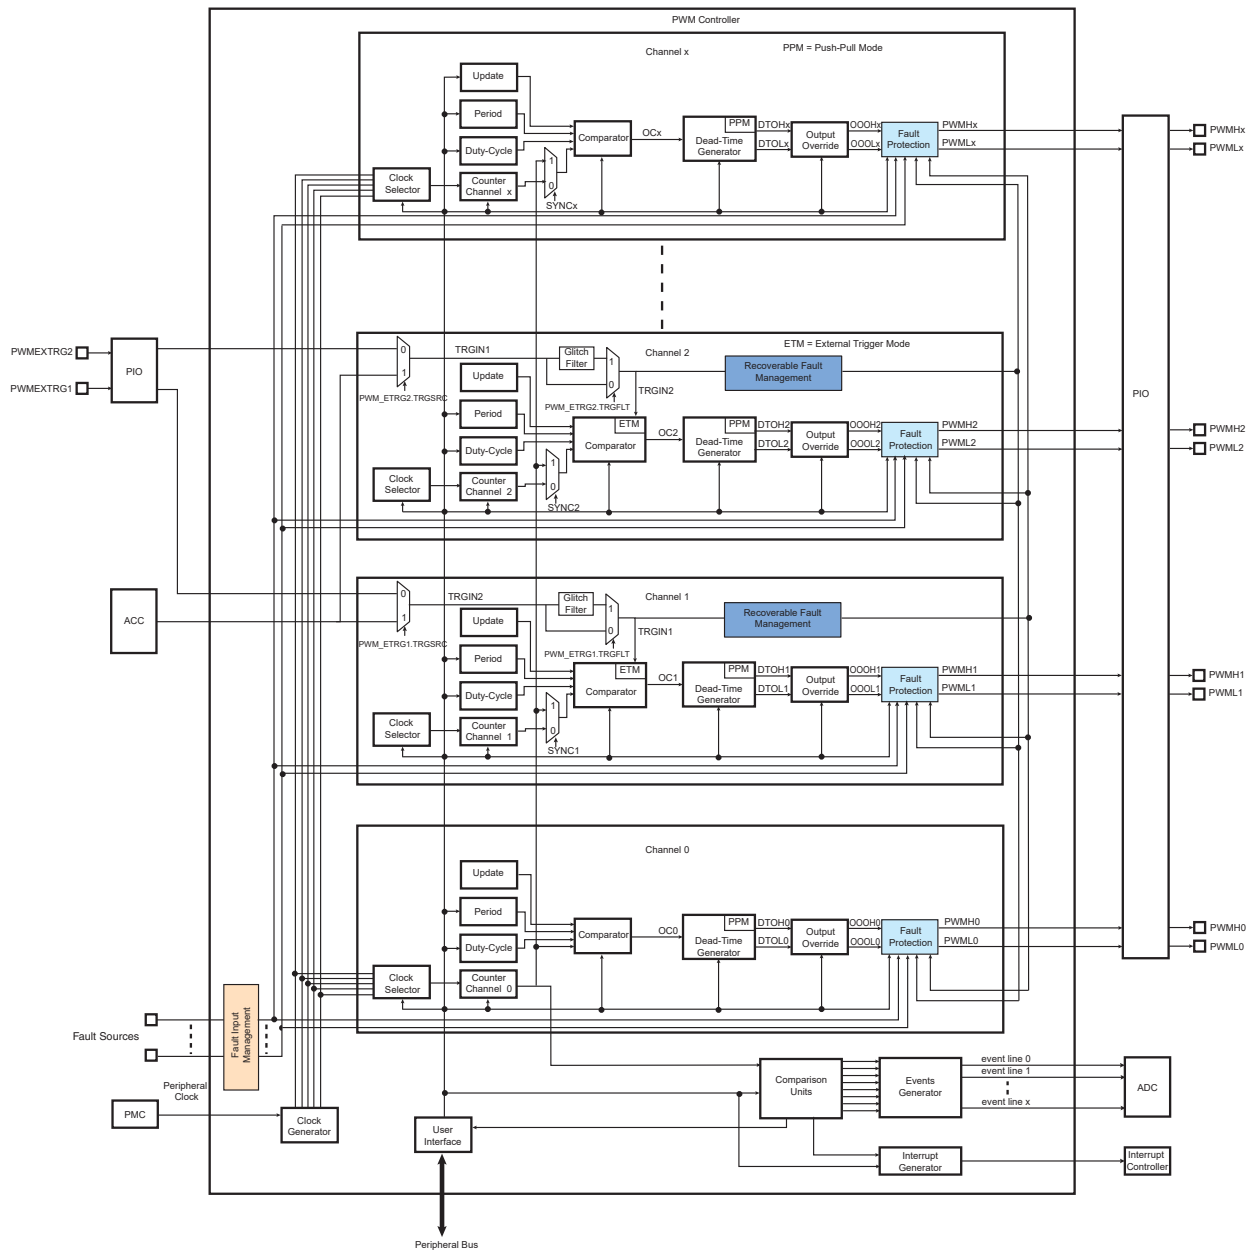 PWM Controller
Channel x
PPM = Push-Pull Mode
Update
Period
Duty-Cycle
Clock
Selector
Counter
Channel x
1
0
SYNCx
Comparator
OCx
PPM
Dead-Time
Generator
DTOHx
DTOLx
Output
Override
OOOHx
OOOLx
Fault
Protection
PWMHx
PWMLx
PWMHx
PWMLx
PWMEXTRG2
PWMEXTRG1
PIO
ETM = External Trigger Mode
0
1
PWM_ETRG2.TRGSRC
TRGIN1
Glitch
Filter
1
0
PWM_ETRG2.TRGFLT
Channel 2
TRGIN2
Recoverable Fault
Management
Update
Period
Duty-Cycle
Clock
Selector
Counter
Channel 2
1
0
SYNC2
ETM
Comparator
OC2
PPM
Dead-Time
Generator
DTOH2
DTOL2
Output
Override
OOOH2
OOOL2
Fault
Protection
PWMH2
PWML2
PIO
PWMH2
PWML2
ACC
0
1
PWM_ETRG1.TRGSRC
TRGIN2
Glitch
Filter
1
0
PWM_ETRG1.TRGFLT
Channel 1
TRGIN1
Recoverable Fault
Management
Update
Period
Duty-Cycle
Clock
Selector
Counter
Channel 1
1
0
SYNC1
ETM
Comparator
OC1
PPM
Dead-Time
Generator
DTOH1
DTOL1
Output
Override
OOOH1
OOOL1
Fault
Protection
PWMH1
PWML1
PWMH1
PWML1
Channel 0
Update
Period
Duty-Cycle
Clock
Selector
Counter
Channel 0
Comparator
OC0
PPM
Dead-Time
Generator
DTOH0
DTOL0
Output
Override
OOOH0
OOOL0
Fault
Protection
PWMH0
PWML0
PWMH0
PWML0
Fault Sources
Fault Input
Management
Peripheral
Clock
PMC
Clock
Generator
User
Interface
Comparison
Units
Events
Generator
event line 0
event line 1
event line x
ADC
Interrupt
Generator
Interrupt
Controller
Peripheral Bus